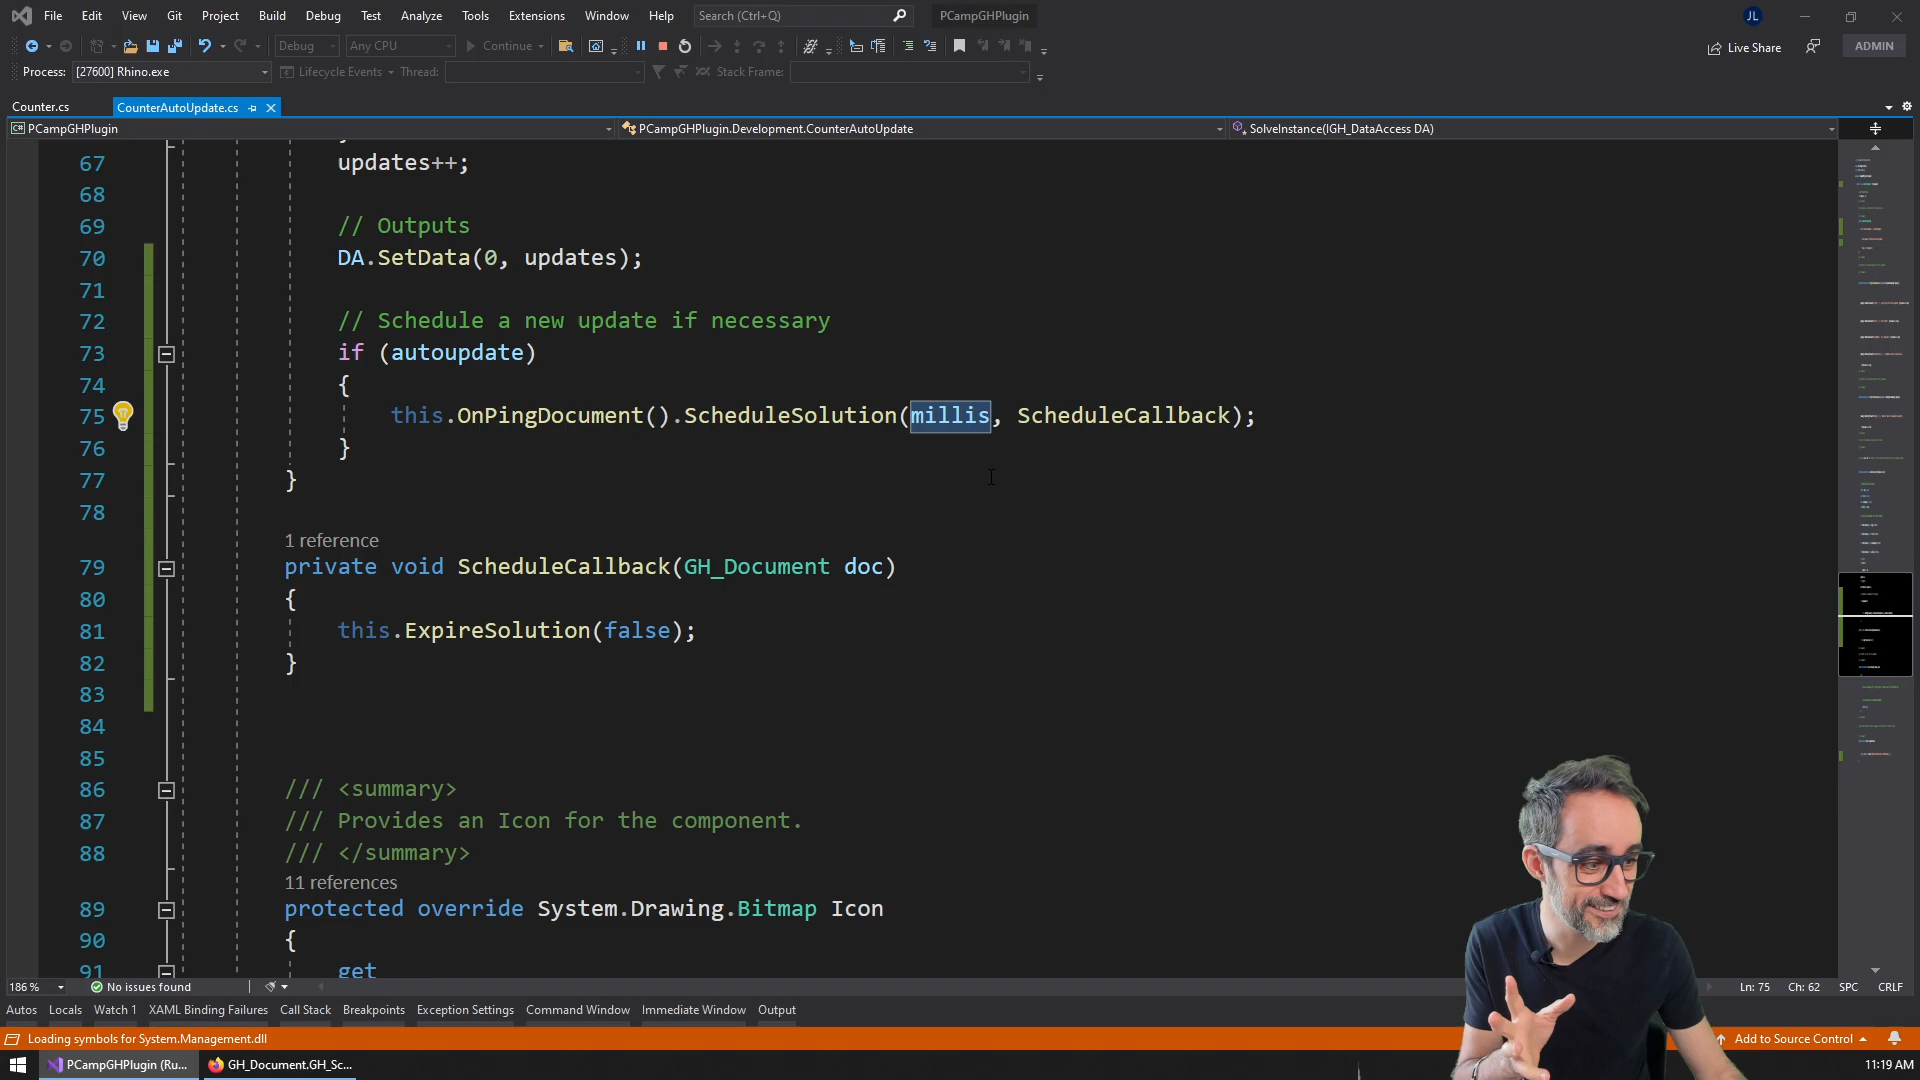 File Edit View Git Project Build Debug Test Analyze Tools Extensions Window Help Search (Ctrl+Q) PCampGHPlugin JL
Debug Any CPU Continue Live Share ADMIN
Process: [27600] Rhino.exe Lifecycle Events Thread: Stack Frame:
Counter.cs CounterAutoUpdate.cs
PCampGHPlugin PCampGHPlugin.Development.CounterAutoUpdate SolveInstance(IGH_DataAccess DA)
67 updates++;
68
69 // Outputs
70 DA.SetData(0, updates);
71
72 // Schedule a new update if necessary
73 if (autoupdate)
74 {
75 this.OnPingDocument().ScheduleSolution(millis, ScheduleCallback);
76 }
77 }
78
1 reference
79 private void ScheduleCallback(GH_Document doc)
80 {
81 this.ExpireSolution(false);
82 }
83
84
85
86 /// <summary>
87 /// Provides an Icon for the component.
88 /// </summary>
11 references
89 protected override System.Drawing.Bitmap Icon
90 {
91 get
186 % No issues found Ln: 75 Ch: 62 SPC CRLF
Autos Locals Watch 1 XAML Binding Failures Call Stack Breakpoints Exception Settings Command Window Immediate Window Output
Loading symbols for System.Management.dll Add to Source Control
PCampGHPlugin (Ru... GH_Document.GH_Sc... 11:19 AM